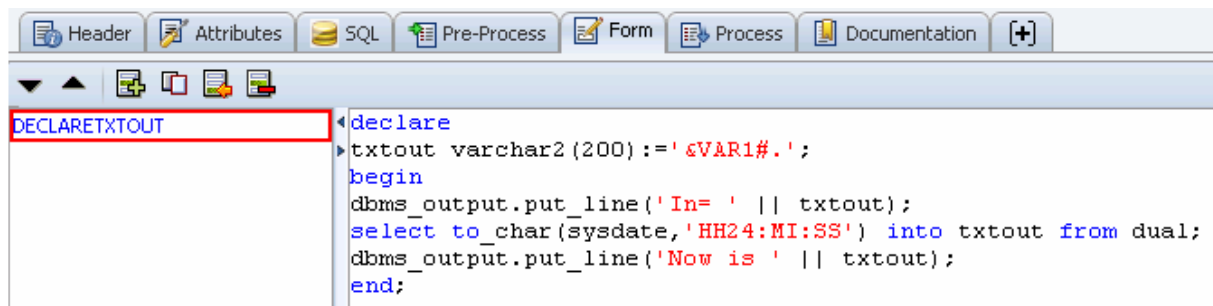 Header Attributes SQL Pre-Process Form Process Documentation [+]
DECLARETXTOUT
declare
txtout varchar2(200):='&VAR1#.';
begin
dbms_output.put_line('In= ' || txtout);
select to_char(sysdate,'HH24:MI:SS') into txtout from dual;
dbms_output.put_line('Now is ' || txtout);
end;